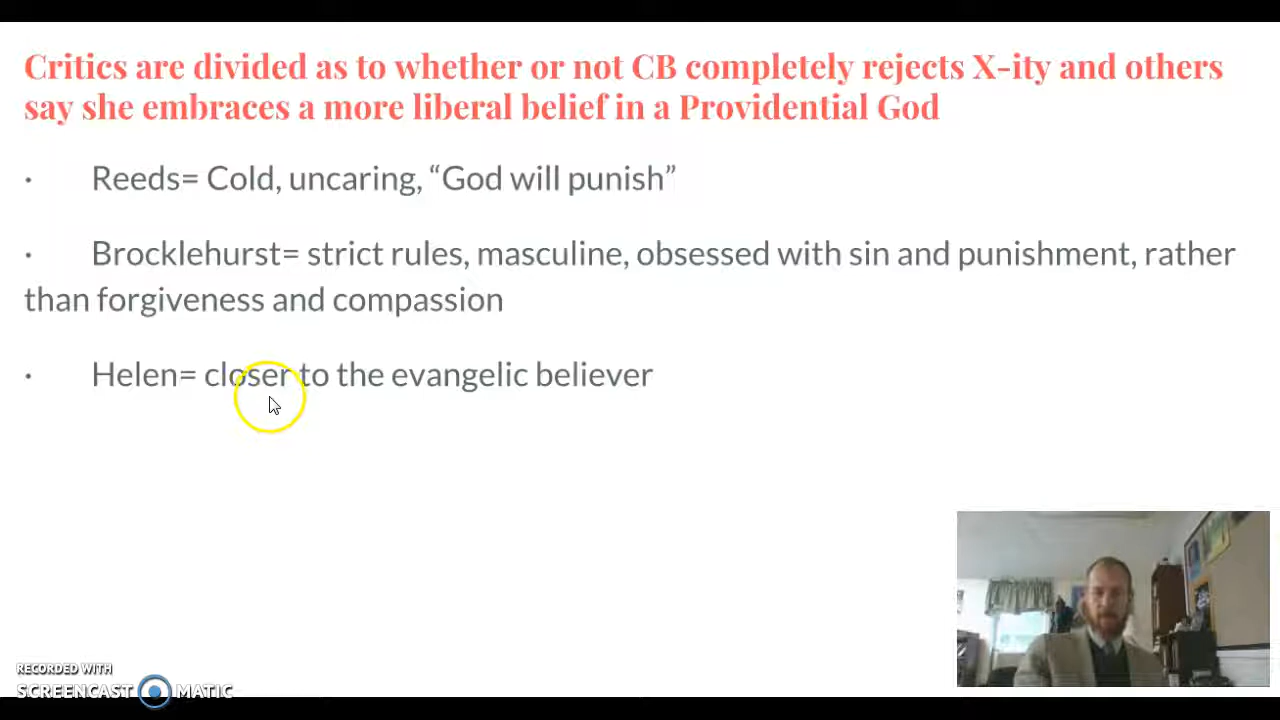 Critics are divided as to whether or not CB completely rejects X-ity and others
say she embraces a more liberal belief in a Providential God
· Reeds= Cold, uncaring, “God will punish”
· Brocklehurst= strict rules, masculine, obsessed with sin and punishment, rather
than forgiveness and compassion
· Helen= closer to the evangelic believer
RECORDED WITH
SCREENCAST MATIC